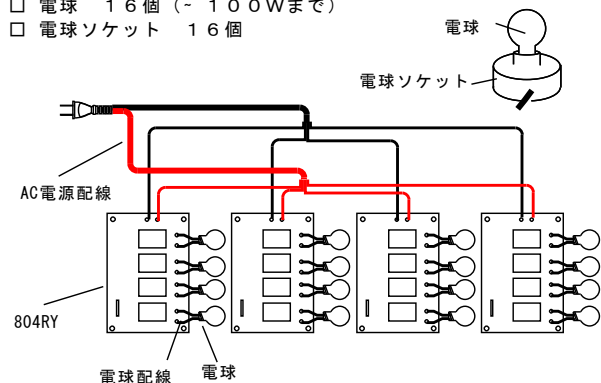 □ 電球　１６個（~ １００Wまで）
□ 電球ソケット　１６個
電球
電球ソケット
AC電源配線
804RY
電球配線
電球